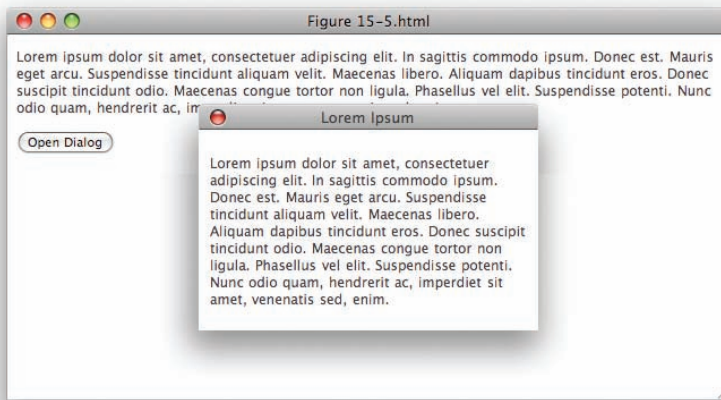 Figure 15-5.html
Lorem ipsum dolor sit amet, consectetuer adipiscing elit. In sagittis commodo ipsum. Donec est. Mauris
eget arcu. Suspendisse tincidunt aliquam velit. Maecenas libero. Aliquam dapibus tincidunt eros. Donec
suscipit tincidunt odio. Maecenas congue tortor non ligula. Phasellus vel elit. Suspendisse potenti. Nunc
odio quam, hendrerit ac,
Open Dialog
Lorem Ipsum
Lorem ipsum dolor sit amet, consectetuer
adipiscing elit. In sagittis commodo ipsum.
Donec est. Mauris eget arcu. Suspendisse
tincidunt aliquam velit. Maecenas libero.
Aliquam dapibus tincidunt eros. Donec suscipit
tincidunt odio. Maecenas congue tortor non
ligula. Phasellus vel elit. Suspendisse potenti.
Nunc odio quam, hendrerit ac, imperdiet sit
amet, venenatis sed, enim.